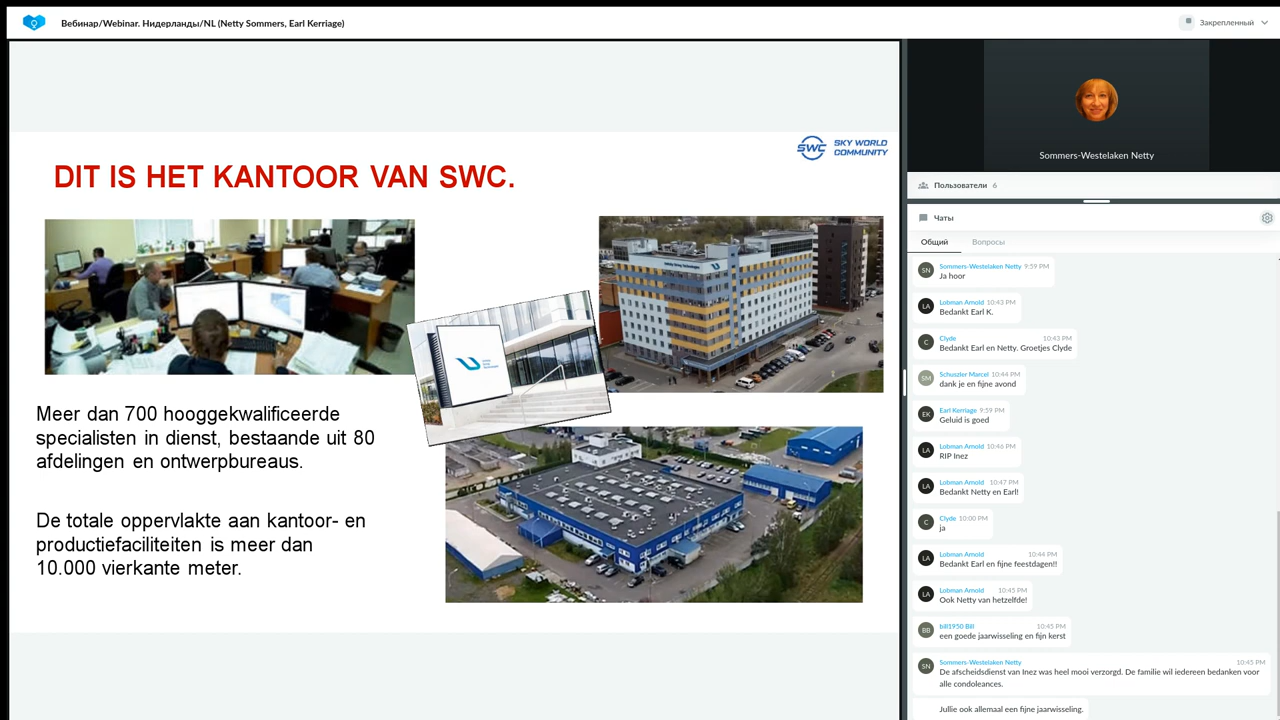 Вебинар/Webinar. Нидерланды/NL (Netty Sommers, Earl Kerriage)
Закрепленный
SWC SKY WORLD
COMMUNITY
DIT IS HET KANTOOR VAN SWC.
Meer dan 700 hooggekwalificeerde
specialisten in dienst, bestaande uit 80
afdelingen en ontwerpbureaus.
De totale oppervlakte aan kantoor- en
productiefaciliteiten is meer dan
10.000 vierkante meter.
Sommers-Westelaken Netty
Пользователи 6
Чаты
Общий Вопросы
SN Sommers-Westelaken Netty 9:59 PM
Ja hoor
LA Lobman Arnold 10:43 PM
Bedankt Earl K.
C Clyde 10:43 PM
Bedankt Earl en Netty. Groetjes Clyde
SM Schuszler Marcel 10:44 PM
dank je en fijne avond
EK Earl Kerriage 9:59 PM
Geluid is goed
LA Lobman Arnold 10:46 PM
RIP Inez
LA Lobman Arnold 10:47 PM
Bedankt Netty en Earl!
C Clyde 10:00 PM
ja
LA Lobman Arnold 10:44 PM
Bedankt Earl en fijne feestdagen!!
LA Lobman Arnold 10:45 PM
Ook Netty van hetzelfde!
BB bill1950 Bill 10:45 PM
een goede jaarwisseling en fijn kerst
SN Sommers-Westelaken Netty 10:45 PM
De afscheidsdienst van Inez was heel mooi verzorgd. De familie wil iedereen bedanken voor
alle condoleances.
Jullie ook allemaal een fijne jaarwisseling.